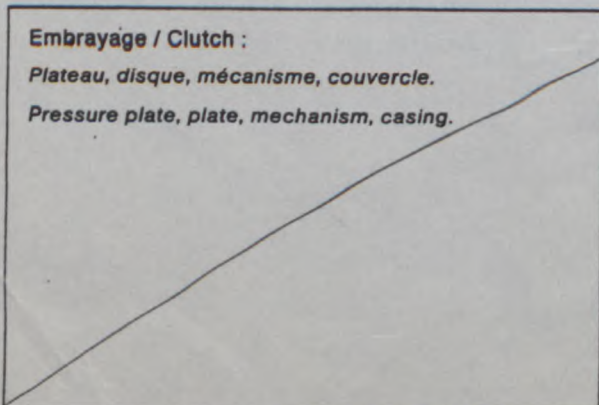 Embrayage / Clutch :
Plateau, disque, mécanisme, couvercle.
Pressure plate, plate, mechanism, casing.